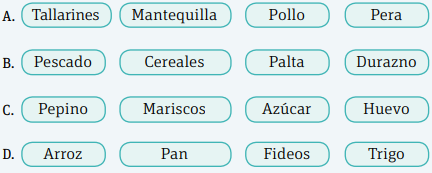 A. Tallarines Mantequilla Pollo Pera
B. Pescado Cereales Palta Durazno
C. Pepino Mariscos Azúcar Huevo
D. Arroz Pan Fideos Trigo